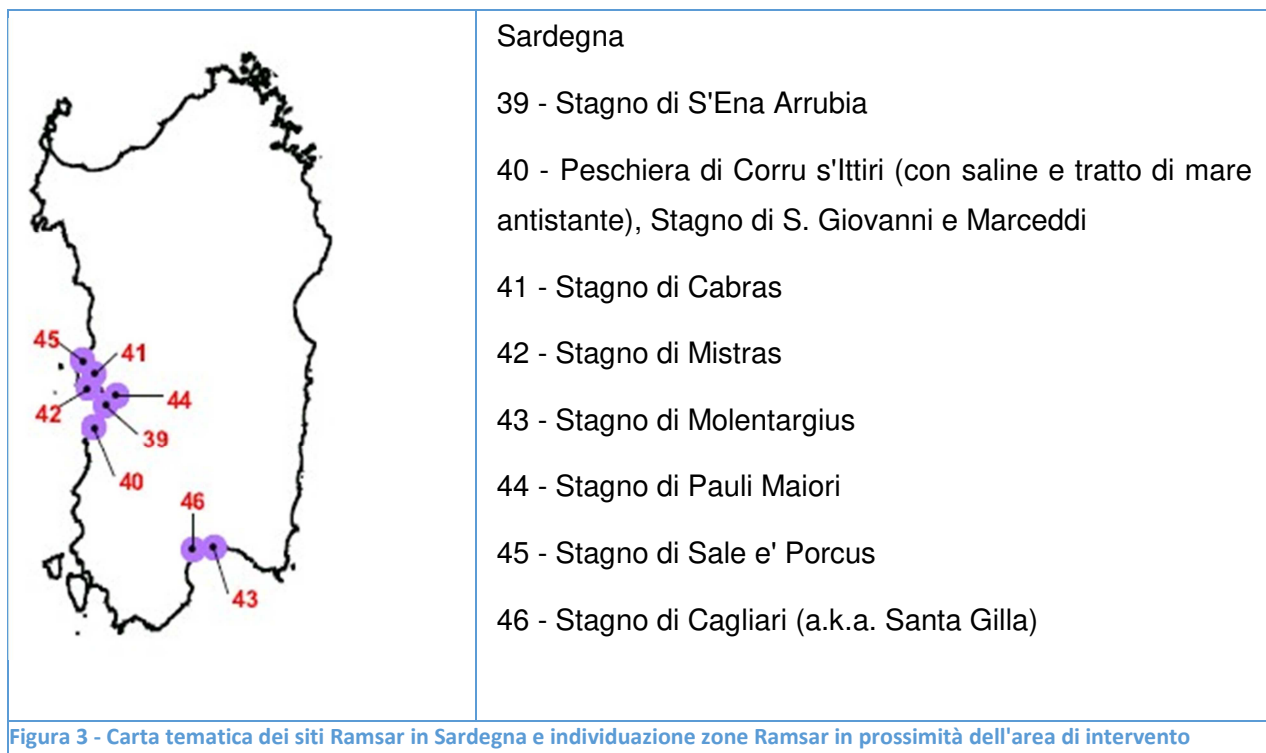 Sardegna
39 - Stagno di S'Ena Arrubia
40 - Peschiera di Corru s'Ittiri (con saline e tratto di mare
antistante), Stagno di S. Giovanni e Marceddi
41 - Stagno di Cabras
42 - Stagno di Mistras
43 - Stagno di Molentargius
44 - Stagno di Pauli Maiori
45 - Stagno di Sale e' Porcus
46 - Stagno di Cagliari (a.k.a. Santa Gilla)
45
41
42
44
39
40
46
43
Figura 3 - Carta tematica dei siti Ramsar in Sardegna e individuazione zone Ramsar in prossimità dell'area di intervento